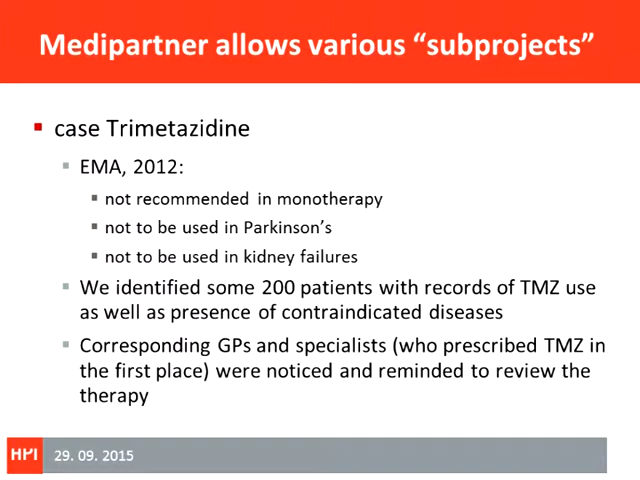 Medipartner allows various “subprojects”
case Trimetazidine
EMA, 2012:
not recommended in monotherapy
not to be used in Parkinson’s
not to be used in kidney failures
We identified some 200 patients with records of TMZ use
as well as presence of contraindicated diseases
Corresponding GPs and specialists (who prescribed TMZ in
the first place) were noticed and reminded to review the
therapy
HPI
29. 09. 2015